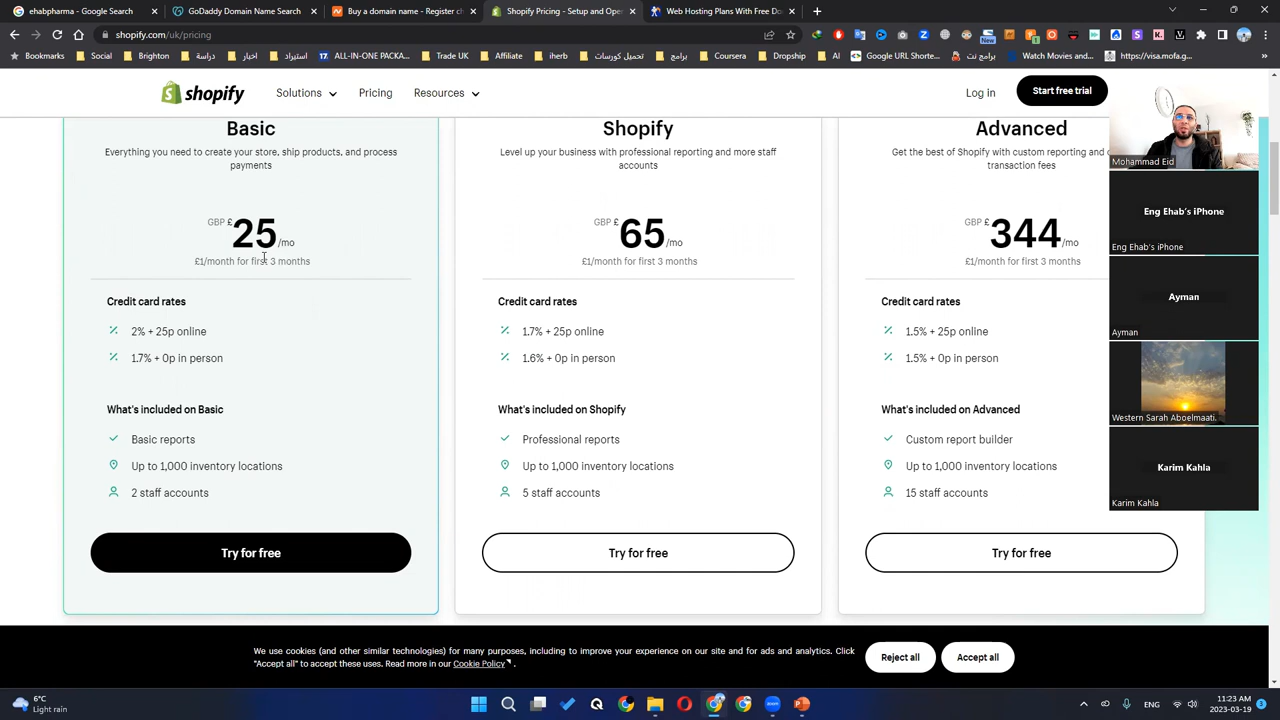 ehabpharma - Google Search
GoDaddy Domain Name Search
Buy a domain name - Register ch
Shopify Pricing - Setup and Ope
Web Hosting Plans With Free Do
shopify.com/uk/pricing
New
Bookmarks
Social
Brighton
دراسة
استيراد
ALL-IN-ONE PACKA...
Trade UK
Affiliate
iherb
تحميل كورسات
برامج
Coursera
Dropship
AI
Google URL Shorte...
برامج نت
Watch Movies and...
https://visa.mofa.g...
shopify
Solutions
Pricing
Resources
Log in
Start free trial
Basic
Everything you need to create your store, ship products, and process
payments
GBP £25/mo
£1/month for first 3 months
Credit card rates
2% + 25p online
1.7% + 0p in person
What's included on Basic
Basic reports
Up to 1,000 inventory locations
2 staff accounts
Try for free
Shopify
Level up your business with professional reporting and more staff
accounts
GBP £65/mo
£1/month for first 3 months
Credit card rates
1.7% + 25p online
1.6% + 0p in person
What's included on Shopify
Professional reports
Up to 1,000 inventory locations
5 staff accounts
Try for free
Advanced
Get the best of Shopify with custom reporting and
transaction fees
GBP £344/mo
£1/month for first 3 months
Credit card rates
1.5% + 25p online
1.5% + 0p in person
What's included on Advanced
Custom report builder
Up to 1,000 inventory locations
15 staff accounts
Try for free
Mohammad Eid
Eng Ehab's iPhone
Eng Ehab's iPhone
Ayman
Ayman
Western Sarah Aboelmaati.
Karim Kahla
Karim Kahla
We use cookies (and other similar technologies) for many purposes, including to improve your experience on our site and for ads and analytics. Click
"Accept all" to accept these uses. Read more in our Cookie Policy.
Reject all
Accept all
6°C
Light rain
ENG
11:23 AM
2023-03-19